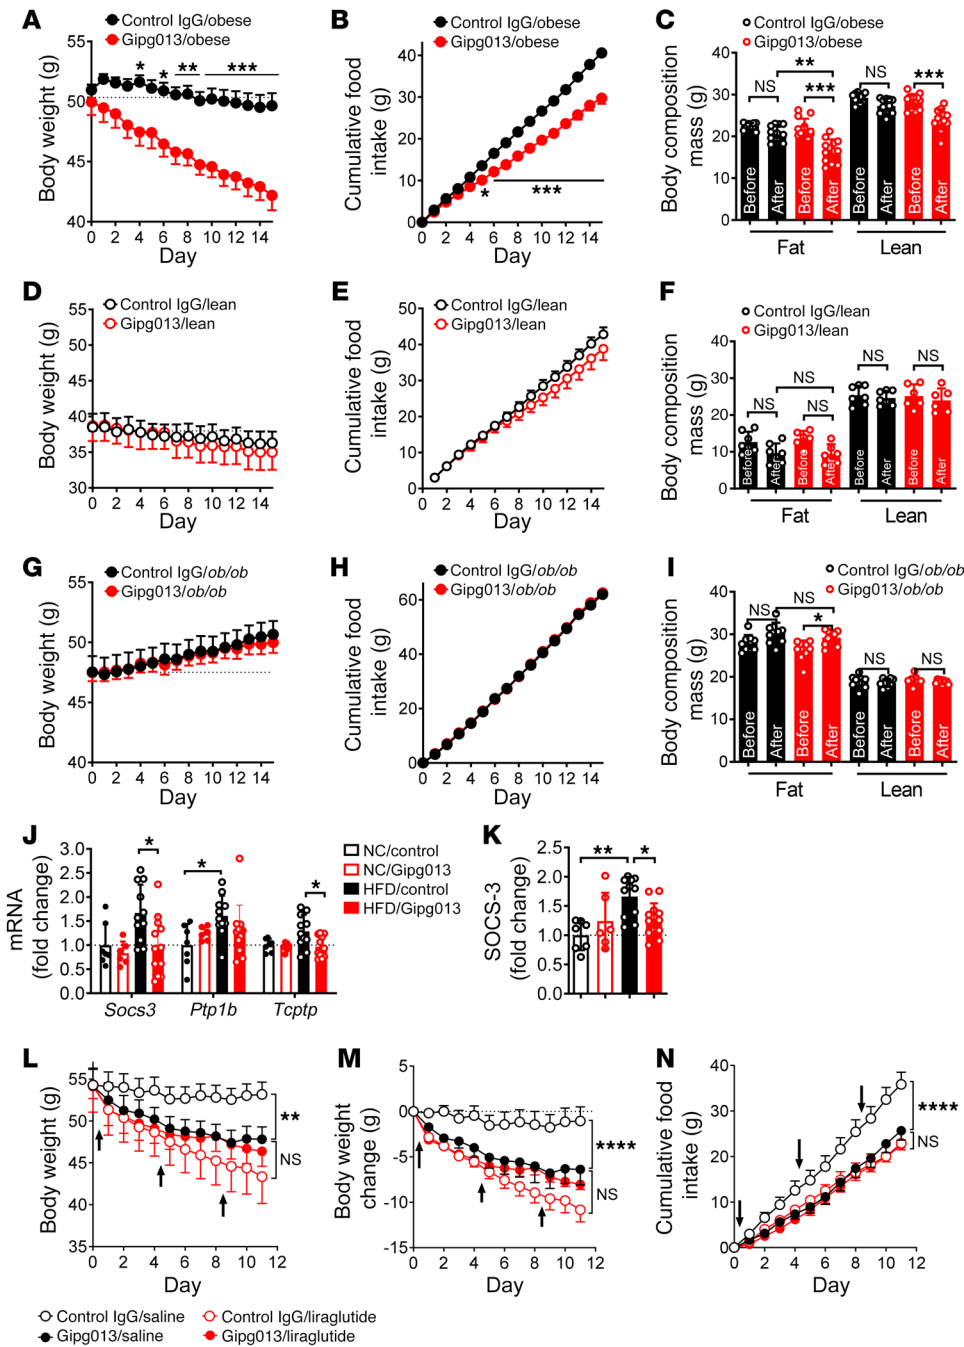 A
Control IgG/obese
Gipg013/obese
Body weight (g)
55
50
45
40
* * ** ***
0 2 4 6 8 10 12 14
Day
B
Control IgG/obese
Gipg013/obese
Cumulative food
intake (g)
40
30
20
10
0
* ***
0 2 4 6 8 10 12 14
Day
C
Control IgG/obese
Gipg013/obese
Body composition
mass (g)
40
30
20
10
0
NS ** *** NS ***
Before After Before After Before After Before After
Fat Lean
D
Control IgG/lean
Gipg013/lean
Body weight (g)
55
50
45
40
35
30
0 2 4 6 8 10 12 14
Day
E
Control IgG/lean
Gipg013/lean
Cumulative food
intake (g)
50
40
30
20
10
0
0 2 4 6 8 10 12 14
Day
F
Control IgG/lean
Gipg013/lean
Body composition
mass (g)
40
30
20
10
0
NS NS NS NS NS
Before After Before After Before After Before After
Fat Lean
G
Control IgG/ob/ob
Gipg013/ob/ob
Body weight (g)
55
50
45
40
0 2 4 6 8 10 12 14
Day
H
Control IgG/ob/ob
Gipg013/ob/ob
Cumulative food
intake (g)
60
40
20
0
0 2 4 6 8 10 12 14
Day
I
Control IgG/ob/ob
Gipg013/ob/ob
Body composition
mass (g)
40
30
20
10
0
NS NS * NS NS
Before After Before After Before After Before After
Fat Lean
J
mRNA
(fold change)
3.0
2.5
2.0
1.5
1.0
0.5
0.0
* * *
Socs3 Ptp1b Tcptp
NC/control
NC/Gipg013
HFD/control
HFD/Gipg013
K
SOCS-3
(fold change)
2.5
2.0
1.5
1.0
0.5
0.0
** *
L
Body weight (g)
55
50
45
40
35
**
NS
0 2 4 6 8 10 12
Day
M
Body weight
change (g)
5
0
-5
-10
-15
****
NS
0 2 4 6 8 10 12
Day
N
Cumulative food
intake (g)
40
30
20
10
0
****
NS
0 2 4 6 8 10 12
Day
Control IgG/saline Control IgG/liraglutide
Gipg013/saline Gipg013/liraglutide